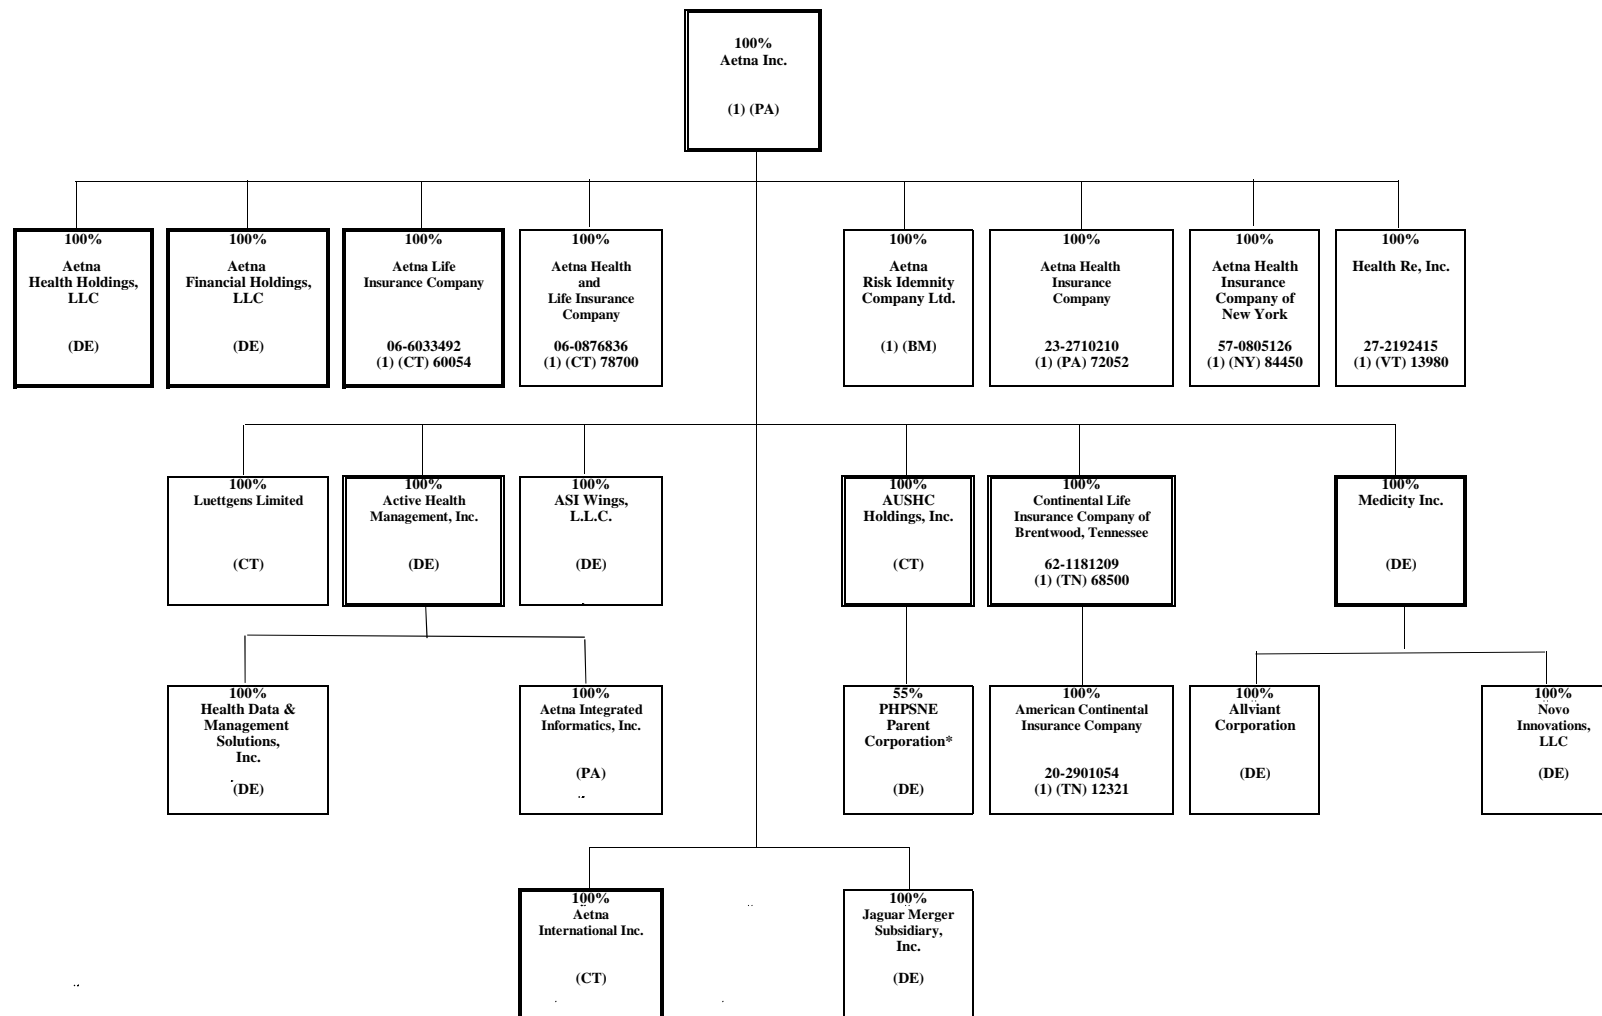 100%
Aetna Inc.
(1) (PA)
100%
Aetna
Health Holdings,
LLC
(DE)
100%
Aetna
Financial Holdings,
LLC
(DE)
100%
Aetna Life
Insurance Company
06-6033492
(1) (CT) 60054
100%
Aetna Health
and
Life Insurance
Company
06-0876836
(1) (CT) 78700
100%
Aetna
Risk Idemnity
Company Ltd.
(1) (BM)
100%
Aetna Health
Insurance
Company
23-2710210
(1) (PA) 72052
100%
Aetna Health
Insurance
Company of
New York
57-0805126
(1) (NY) 84450
100%
Health Re, Inc.
27-2192415
(1) (VT) 13980
100%
Luettgens Limited
(CT)
100%
Active Health
Management, Inc.
(DE)
100%
ASI Wings,
L.L.C.
(DE)
100%
AUSHC
Holdings, Inc.
(CT)
100%
Continental Life
Insurance Company of
Brentwood, Tennessee
62-1181209
(1) (TN) 68500
100%
Medicity Inc.
(DE)
100%
Health Data &
Management
Solutions,
Inc.
(DE)
100%
Aetna Integrated
Informatics, Inc.
(PA)
55%
PHPSNE
Parent
Corporation*
(DE)
100%
American Continental
Insurance Company
20-2901054
(1) (TN) 12321
100%
Allviant
Corporation
(DE)
100%
Novo
Innovations,
LLC
(DE)
100%
Aetna
International Inc.
(CT)
100%
Jaguar Merger
Subsidiary,
Inc.
(DE)